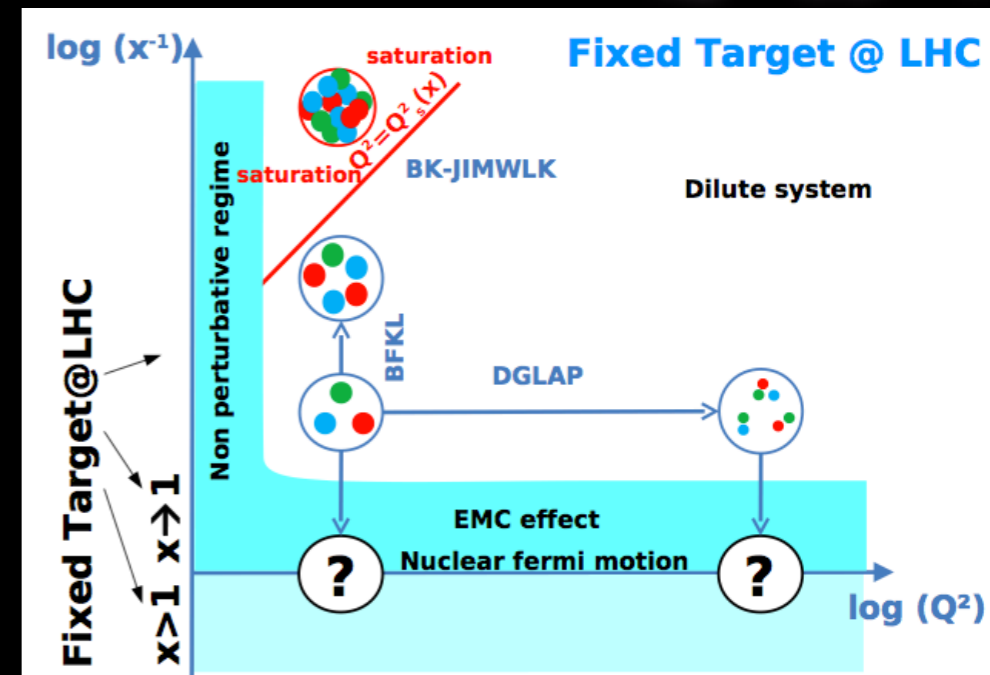 log (x⁻¹)
Fixed Target @ LHC
saturation
Q²=Q²ₛ(x)
saturation
BK-JIMWLK
Dilute system
Non perturbative regime
BFKL
DGLAP
Fixed Target@LHC
x→1
x>1
EMC effect
Nuclear fermi motion
?
?
log (Q²)